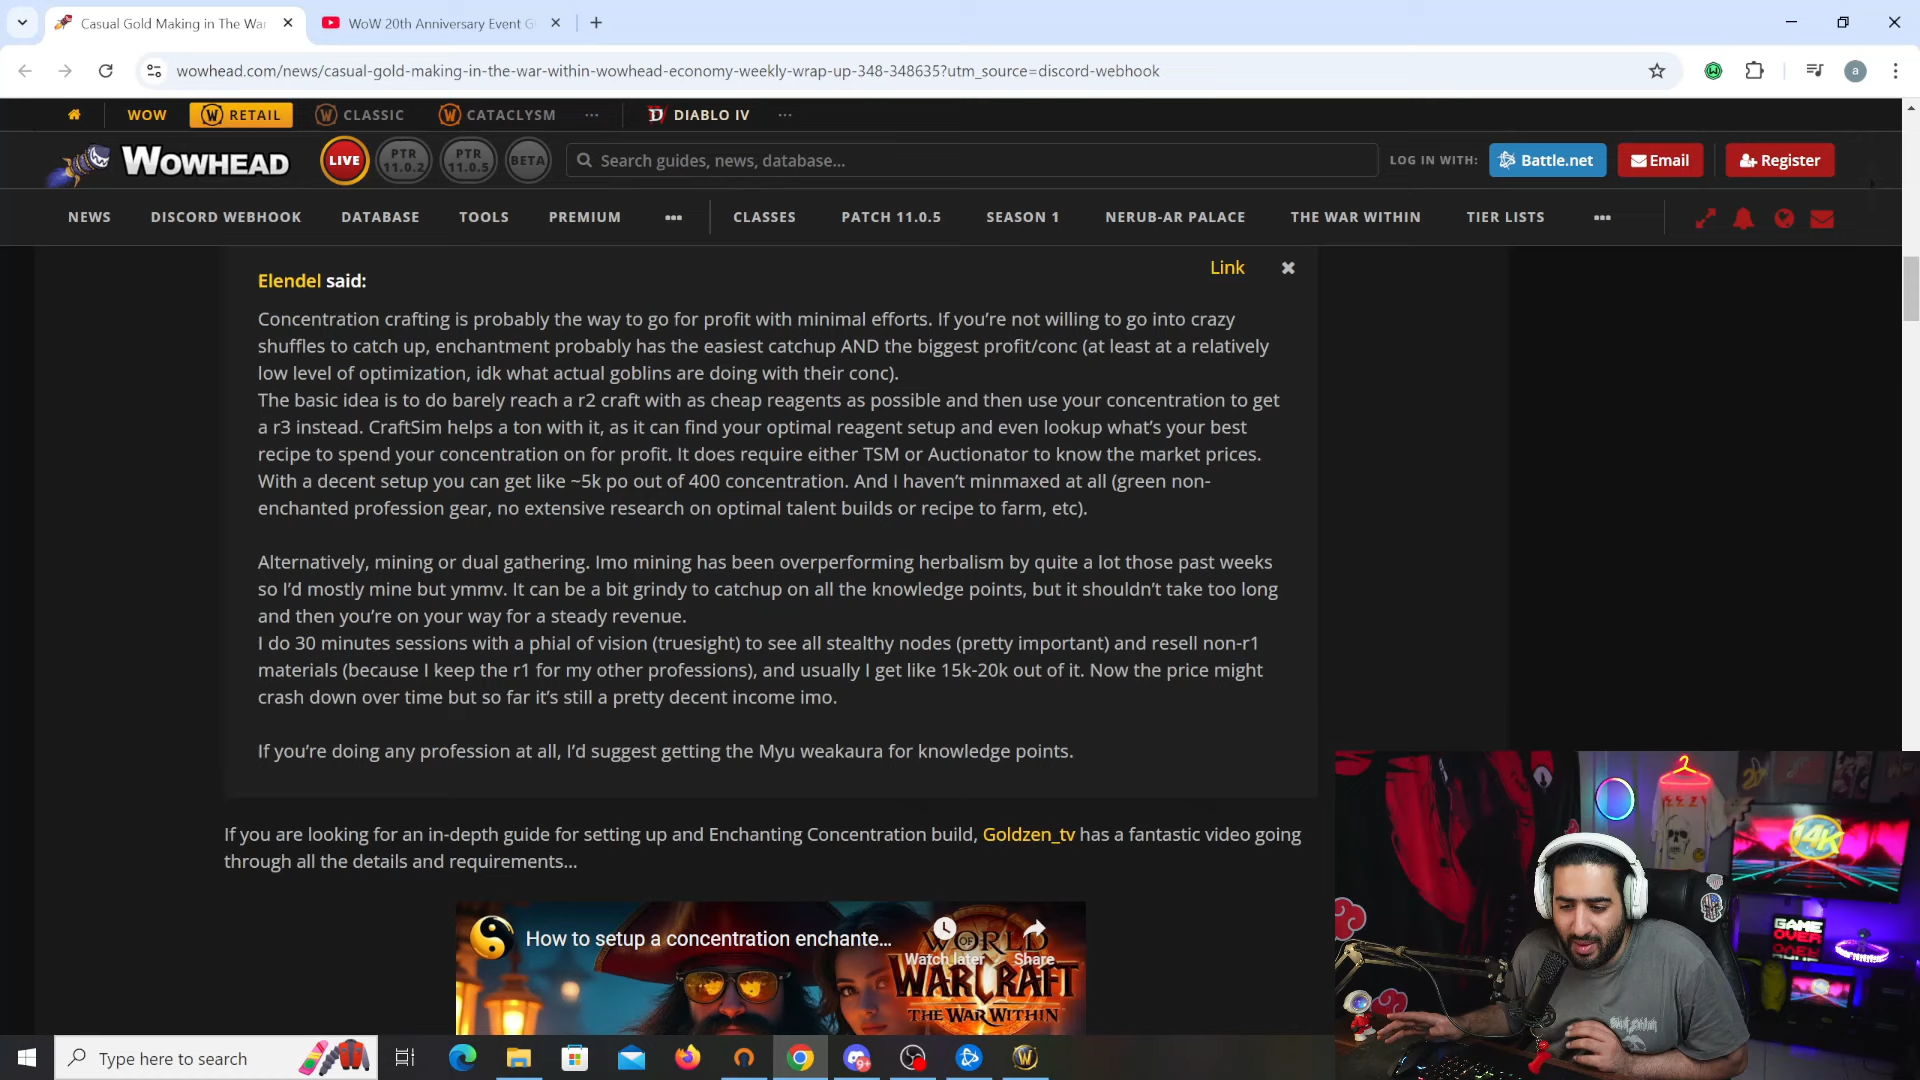 Casual Gold Making in The War
WoW 20th Anniversary Event G
wowhead.com/news/casual-gold-making-in-the-war-within-wowhead-economy-weekly-wrap-up-348-348635?utm_source=discord-webhook
a
WOW RETAIL CLASSIC CATACLYSM ... DIABLO IV ...
WOWHEAD LIVE PTR 11.0.2 PTR 11.0.5 BETA Search guides, news, database... LOG IN WITH: Battle.net Email Register
NEWS DISCORD WEBHOOK DATABASE TOOLS PREMIUM ... CLASSES PATCH 11.0.5 SEASON 1 NERUB-AR PALACE THE WAR WITHIN TIER LISTS ...
Link
Elendel said:
Concentration crafting is probably the way to go for profit with minimal efforts. If you’re not willing to go into crazy
shuffles to catch up, enchantment probably has the easiest catchup AND the biggest profit/conc (at least at a relatively
low level of optimization, idk what actual goblins are doing with their conc).
The basic idea is to do barely reach a r2 craft with as cheap reagents as possible and then use your concentration to get
a r3 instead. CraftSim helps a ton with it, as it can find your optimal reagent setup and even lookup what’s your best
recipe to spend your concentration on for profit. It does require either TSM or Auctionator to know the market prices.
With a decent setup you can get like ~5k po out of 400 concentration. And I haven’t minmaxed at all (green non-
enchanted profession gear, no extensive research on optimal talent builds or recipe to farm, etc).
Alternatively, mining or dual gathering. Imo mining has been overperforming herbalism by quite a lot those past weeks
so I’d mostly mine but ymmv. It can be a bit grindy to catchup on all the knowledge points, but it shouldn’t take too long
and then you’re on your way for a steady revenue.
I do 30 minutes sessions with a phial of vision (truesight) to see all stealthy nodes (pretty important) and resell non-r1
materials (because I keep the r1 for my other professions), and usually I get like 15k-20k out of it. Now the price might
crash down over time but so far it’s still a pretty decent income imo.
If you’re doing any profession at all, I’d suggest getting the Myu weakaura for knowledge points.
If you are looking for an in-depth guide for setting up and Enchanting Concentration build, Goldzen_tv has a fantastic video going
through all the details and requirements...
How to setup a concentration enchante...
Watch later Share
WORLD OF WARCRAFT
THE WAR WITHIN
14K
GAME OVER
Type here to search
9+